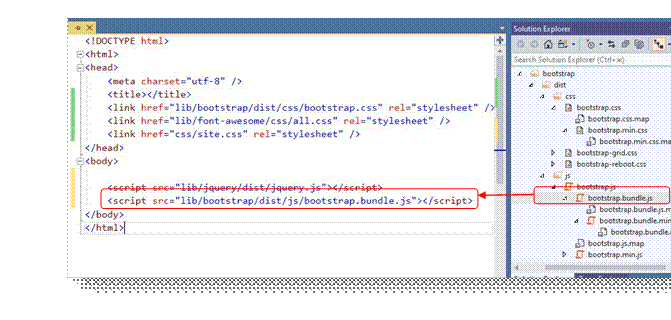 <!DOCTYPE html>
<html>
<head>
<meta charset="utf-8" />
<title></title>
<link href="lib/bootstrap/dist/css/bootstrap.css" rel="stylesheet" />
<link href="lib/font-awesome/css/all.css" rel="stylesheet" />
<link href="css/site.css" rel="stylesheet" />
</head>
<body>
<script src="lib/jquery/dist/jquery.js"></script>
<script src="lib/bootstrap/dist/js/bootstrap.bundle.js"></script>
</body>
</html>
Solution Explorer
Search Solution Explorer (Ctrl+ж)
bootstrap
dist
css
bootstrap.css
bootstrap.css.map
bootstrap.min.css
bootstrap.min.css.ma
bootstrap-grid.css
bootstrap-reboot.css
js
bootstrap.js
bootstrap.bundle.js
bootstrap.bundle.js.m
bootstrap.bundle.min
bootstrap.bundle.
bootstrap.js.map
bootstrap.min.js